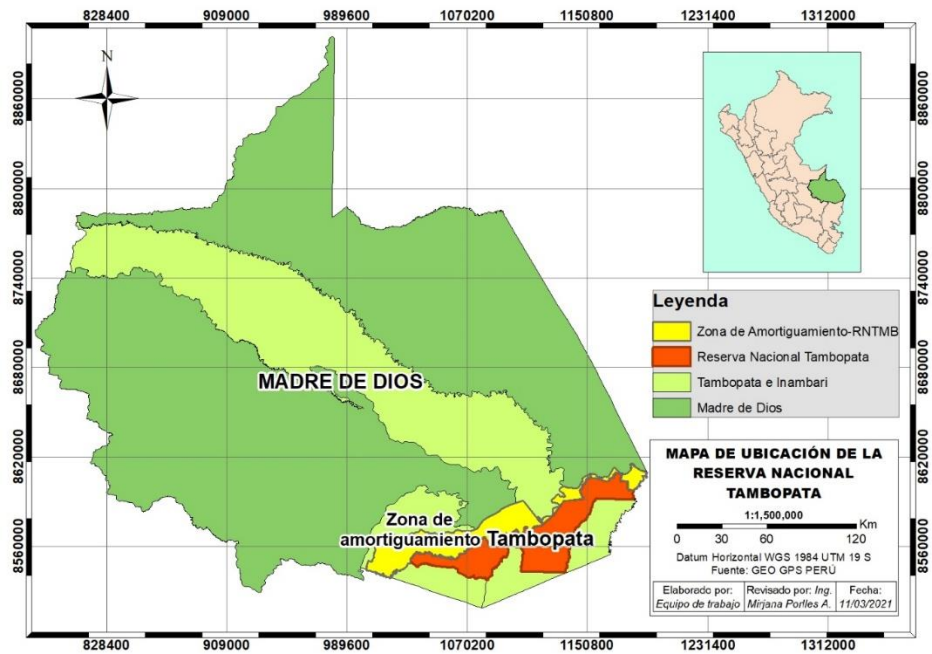 828400 909000 989600 1070200 1150800 1231400 1312000
N
8860000
8800000
8740000
8680000
8620000
8560000
8860000
8800000
8740000
8680000
8620000
8560000
MADRE DE DIOS
Zona de
amortiguamiento
Tambopata
Leyenda
Zona de Amortiguamiento-RNTMB
Reserva Nacional Tambopata
Tambopata e Inambari
Madre de Dios
MAPA DE UBICACIÓN DE LA
RESERVA NACIONAL
TAMBOPATA
1:1,500,000
Km
0 30 60 120
Datum Horizontal WGS 1984 UTM 19 S
Fuente: GEO GPS PERÚ
Elaborado por: Revisado por: Ing. Fecha:
Equipo de trabajo Mirjana Porlles A. 11/03/2021
828400 909000 989600 1070200 1150800 1231400 1312000